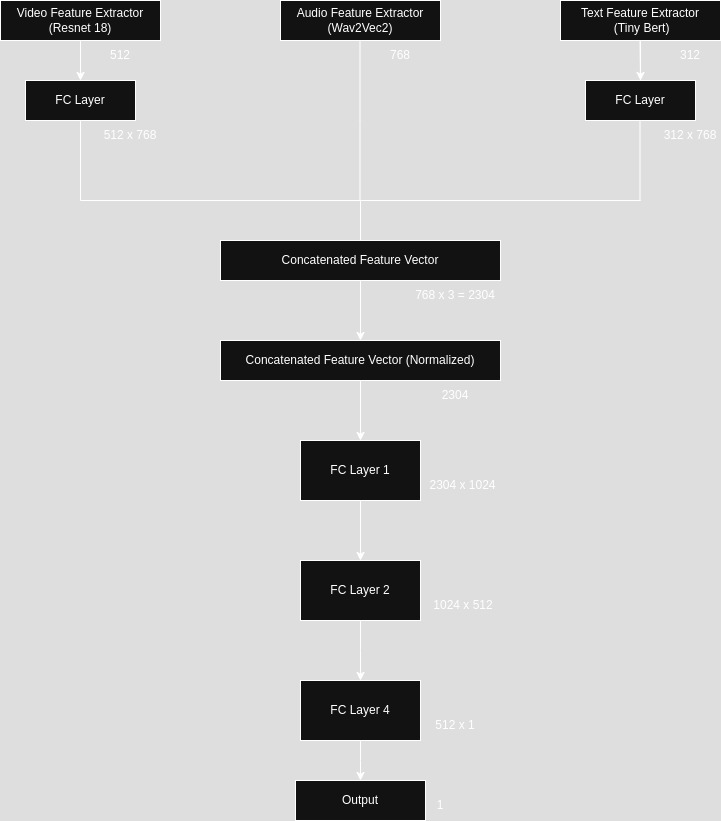 Video Feature Extractor
(Resnet 18)
Audio Feature Extractor
(Wav2Vec2)
Text Feature Extractor
(Tiny Bert)
512
768
312
FC Layer
FC Layer
512 x 768
312 x 768
Concatenated Feature Vector
768 x 3 = 2304
Concatenated Feature Vector (Normalized)
2304
FC Layer 1
2304 x 1024
FC Layer 2
1024 x 512
FC Layer 4
512 x 1
Output
1